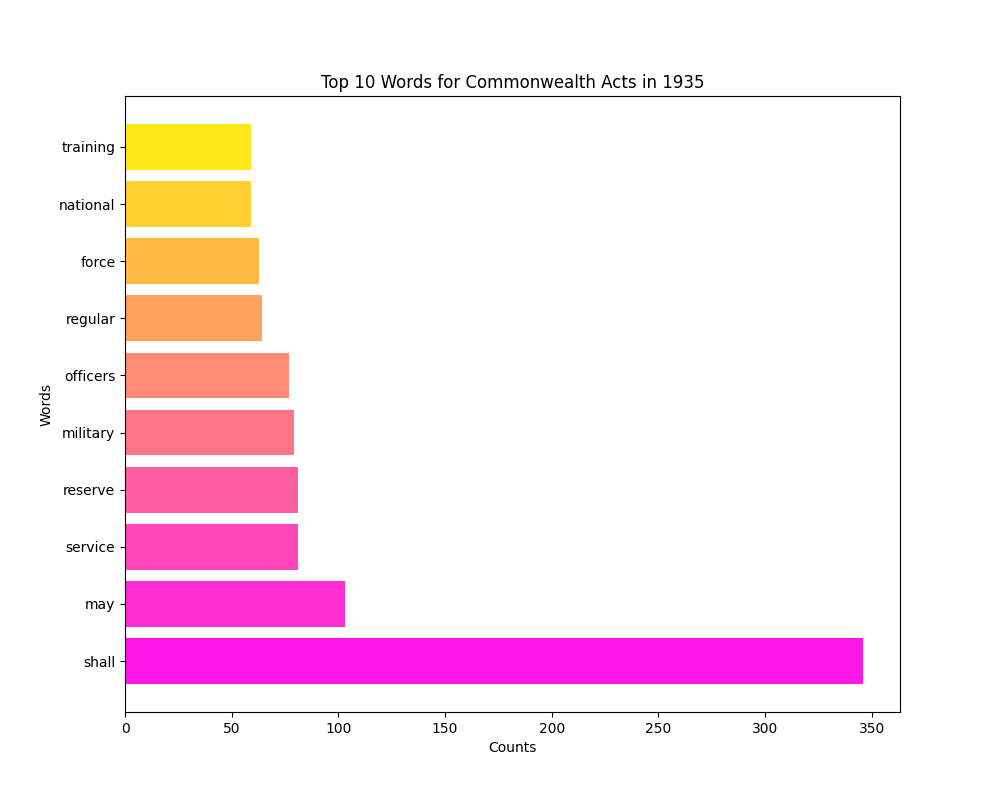 Top 10 Words for Commonwealth Acts in 1935
training
national
force
regular
officers
Words
military
reserve
service
may
shall
0 50 100 150 200 250 300 350
Counts